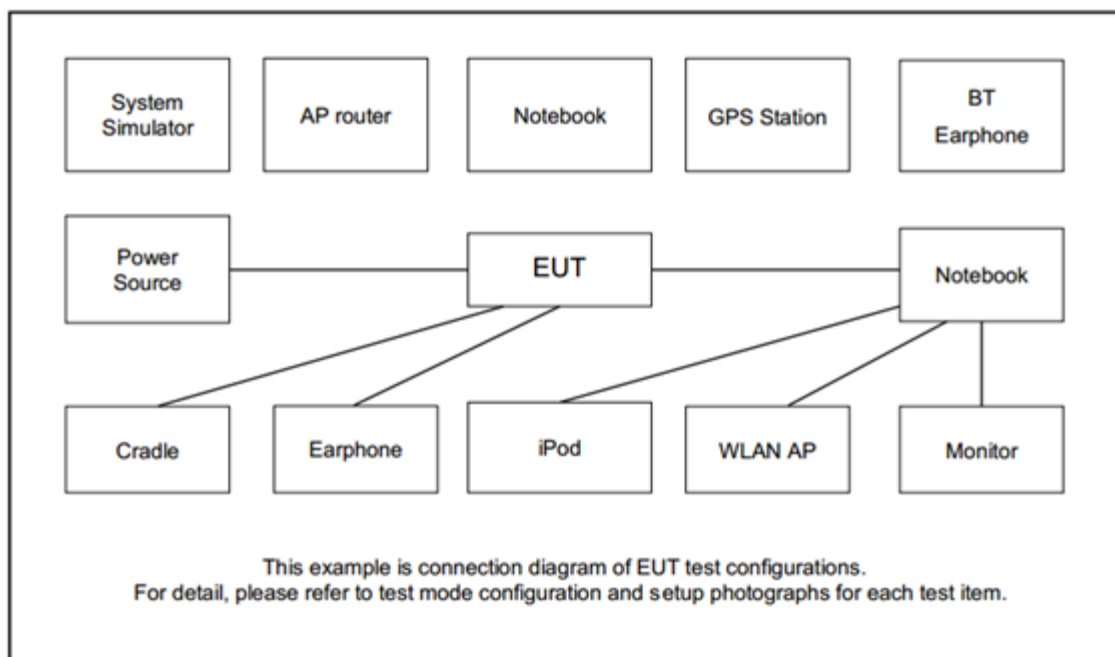 System
Simulator
AP router
Notebook
GPS Station
BT
Earphone
Power
Source
EUT
Notebook
Cradle
Earphone
iPod
WLAN AP
Monitor
This example is connection diagram of EUT test configurations.
For detail, please refer to test mode configuration and setup photographs for each test item.